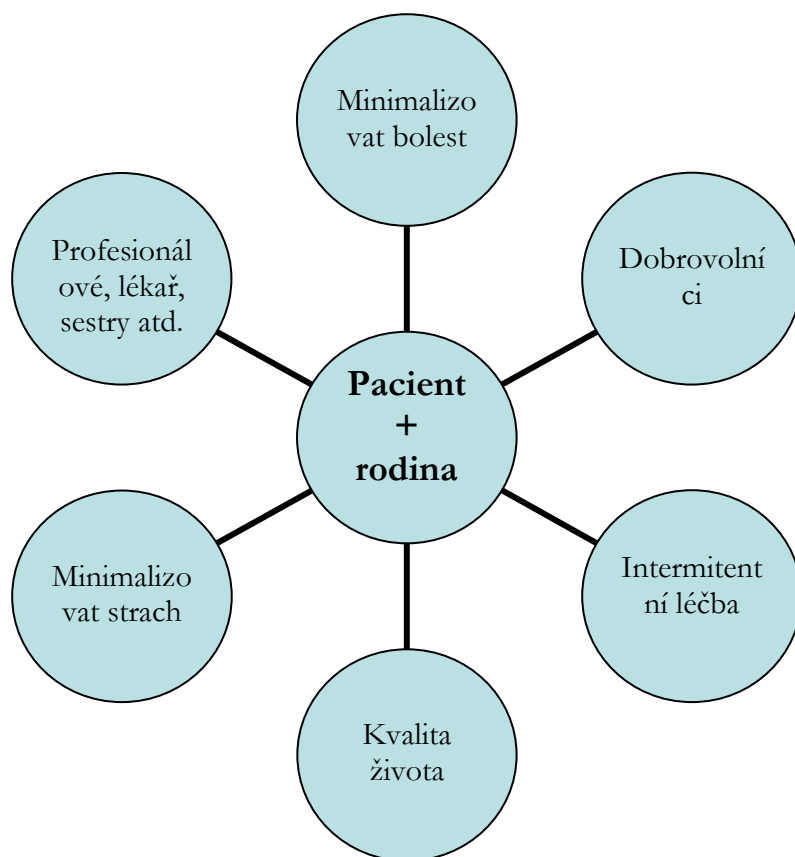 Minimalizo
vat bolest
Profesionál
ové, lékař,
sestry atd.
Dobrovolní
ci
Pacient
+
rodina
Minimalizo
vat strach
Intermitent
ní léčba
Kvalita
života